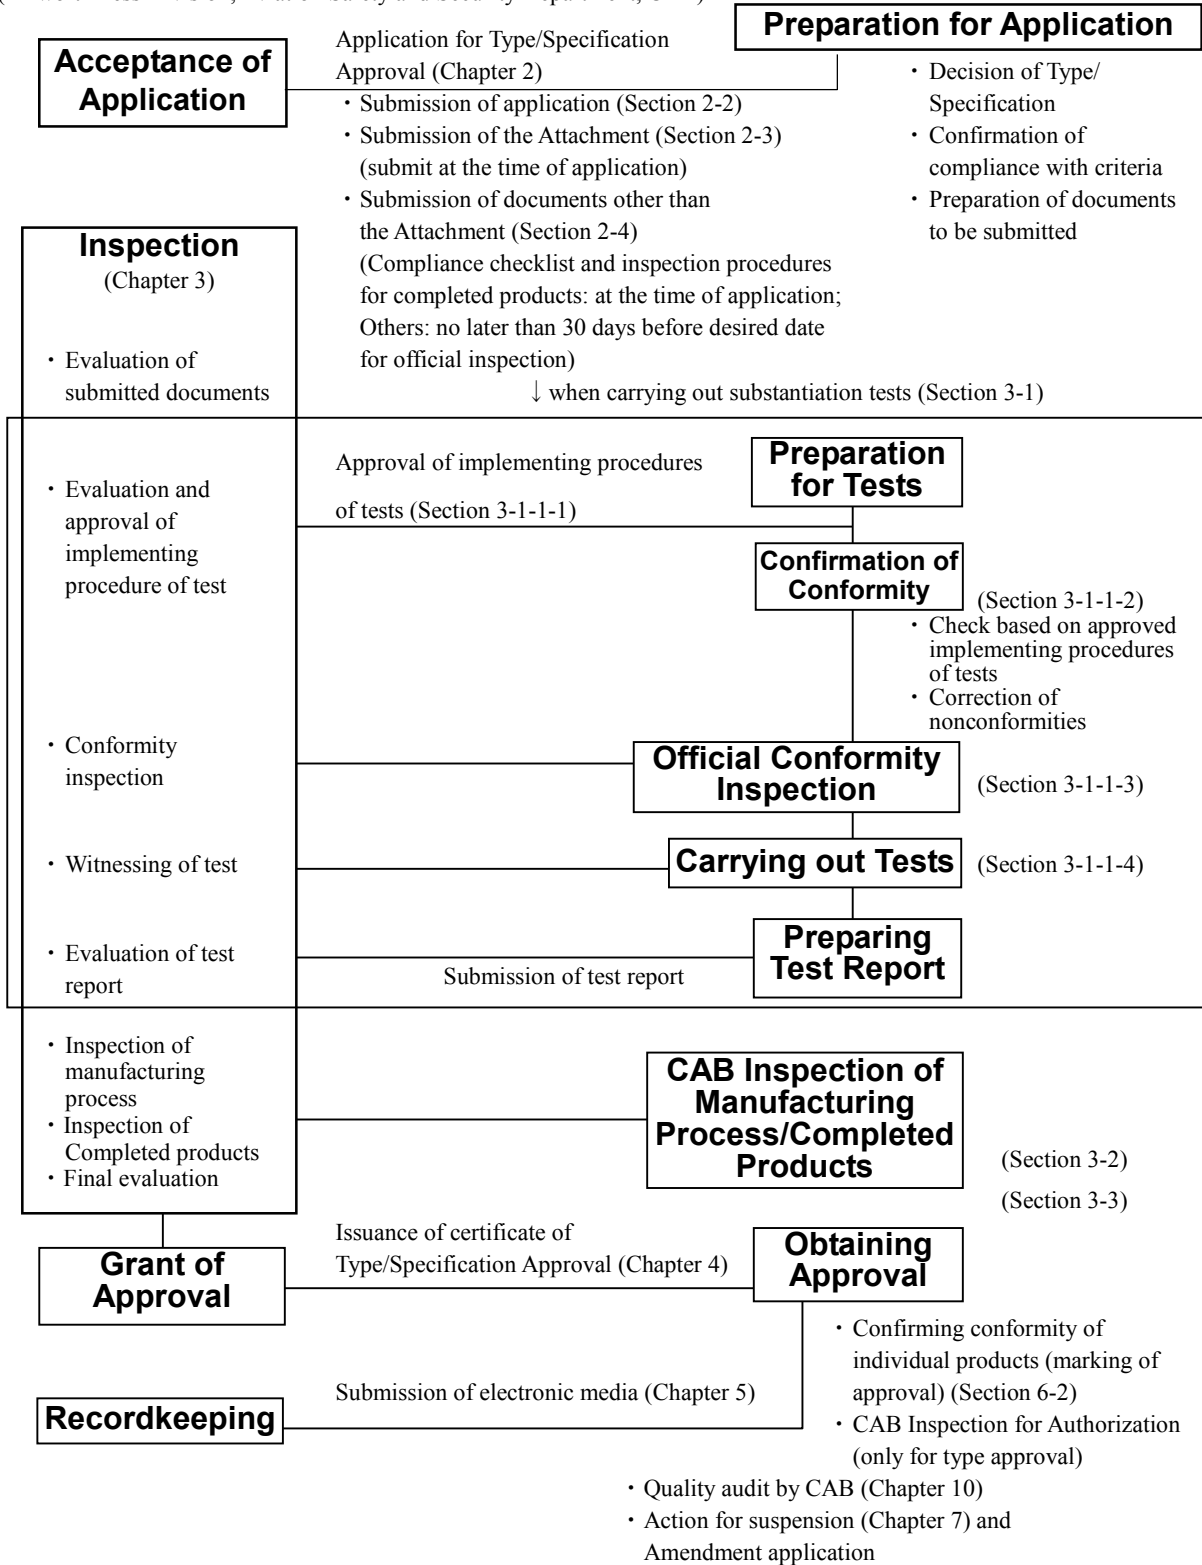 Preparation for Application
Acceptance of
Application
Application for Type/Specification
Approval (Chapter 2)
・Submission of application (Section 2-2)
・Submission of the Attachment (Section 2-3)
(submit at the time of application)
・Submission of documents other than
the Attachment (Section 2-4)
(Compliance checklist and inspection procedures
for completed products: at the time of application;
Others: no later than 30 days before desired date
for official inspection)
・Decision of Type/
Specification
・Confirmation of
compliance with criteria
・Preparation of documents
to be submitted
Inspection
(Chapter 3)
・Evaluation of
submitted documents
↓ when carrying out substantiation tests (Section 3-1)
・Evaluation and
approval of
implementing
procedure of test
Approval of implementing procedures
of tests (Section 3-1-1-1)
Preparation
for Tests
Confirmation of
Conformity
(Section 3-1-1-2)
・Check based on approved
implementing procedures
of tests
・Correction of
nonconformities
・Conformity
inspection
Official Conformity
Inspection
(Section 3-1-1-3)
・Witnessing of test
Carrying out Tests
(Section 3-1-1-4)
・Evaluation of test
report
Submission of test report
Preparing
Test Report
・Inspection of
manufacturing
process
・Inspection of
Completed products
・Final evaluation
CAB Inspection of
Manufacturing
Process/Completed
Products
(Section 3-2)
(Section 3-3)
Grant of
Approval
Issuance of certificate of
Type/Specification Approval (Chapter 4)
Obtaining
Approval
・Confirming conformity of
individual products (marking of
approval) (Section 6-2)
・CAB Inspection for Authorization
(only for type approval)
Recordkeeping
Submission of electronic media (Chapter 5)
・Quality audit by CAB (Chapter 10)
・Action for suspension (Chapter 7) and
Amendment application